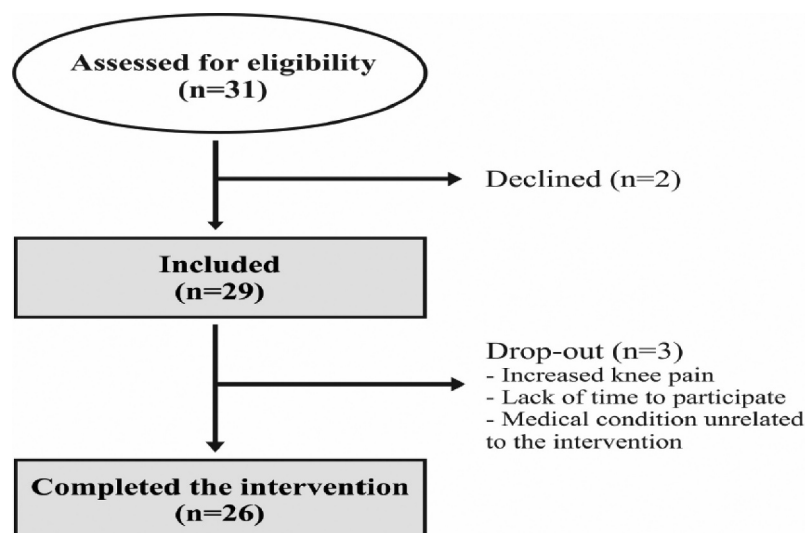 Assessed for eligibility
(n=31)
Declined (n=2)
Included
(n=29)
Drop-out (n=3)
- Increased knee pain
- Lack of time to participate
- Medical condition unrelated
to the intervention
Completed the intervention
(n=26)